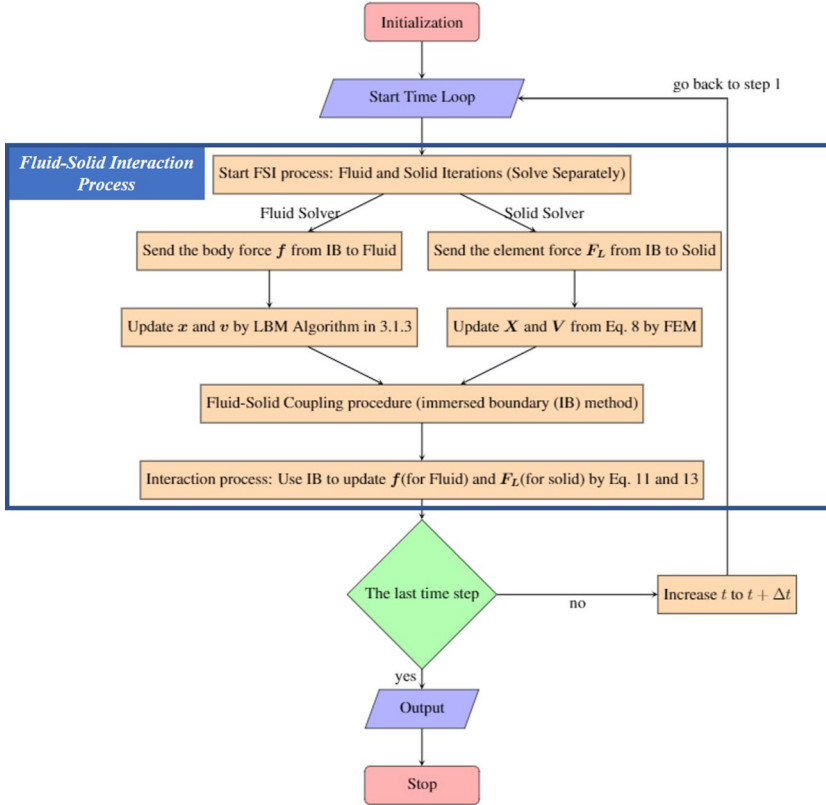 Initialization
Start Time Loop
go back to step 1
Fluid-Solid Interaction
Process
Start FSI process: Fluid and Solid Iterations (Solve Separately)
Fluid Solver
Solid Solver
Send the body force f from IB to Fluid
Send the element force F_L from IB to Solid
Update x and v by LBM Algorithm in 3.1.3
Update X and V from Eq. 8 by FEM
Fluid-Solid Coupling procedure (immersed boundary (IB) method)
Interaction process: Use IB to update f(for Fluid) and F_L(for solid) by Eq. 11 and 13
The last time step
no
Increase t to t + Δt
yes
Output
Stop